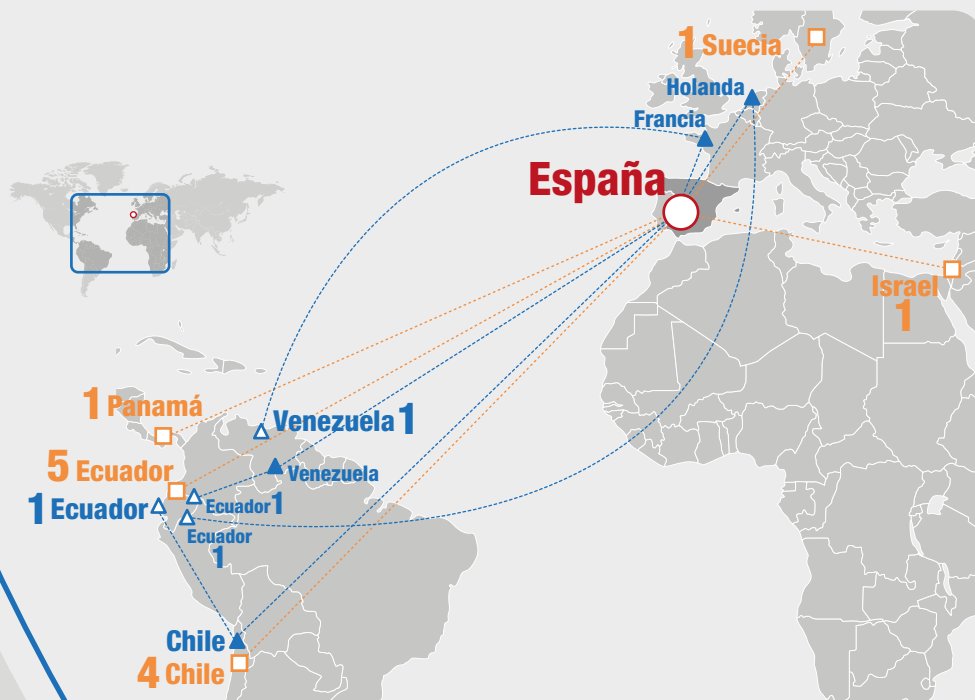 1 Suecia
Holanda
Francia
España
Israel
1
1 Panamá
Venezuela 1
5 Ecuador
Venezuela
1 Ecuador
Ecuador 1
Ecuador
1
Chile
4 Chile